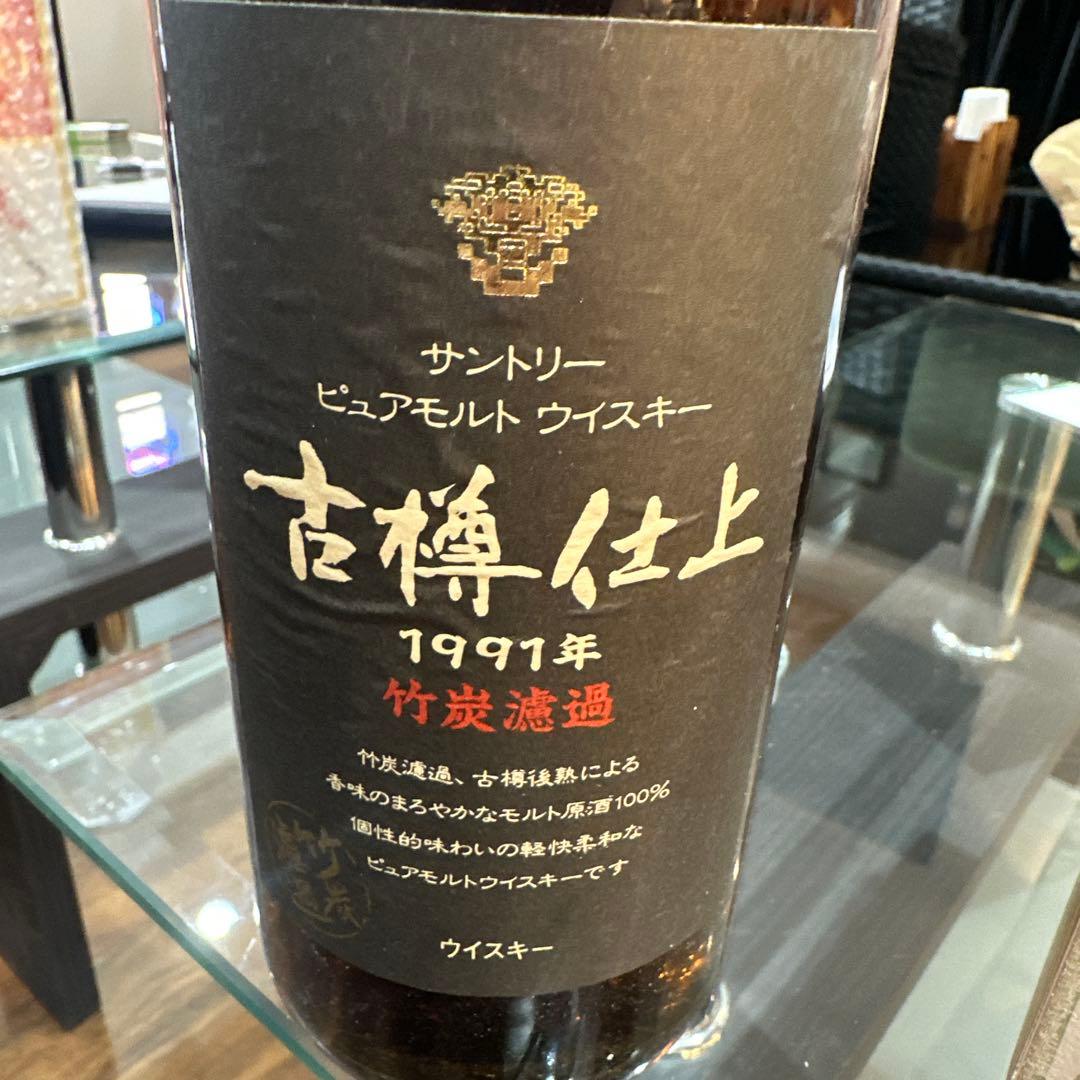 サントリー
ピュアモルト ウイスキー
古樽仕上
1991年
竹炭濾過
竹炭濾過、古樽後熟による
香味のまろやかなモルト原酒100%
個性的味わいの軽快柔和な
ピュアモルトウイスキーです
ウイスキー